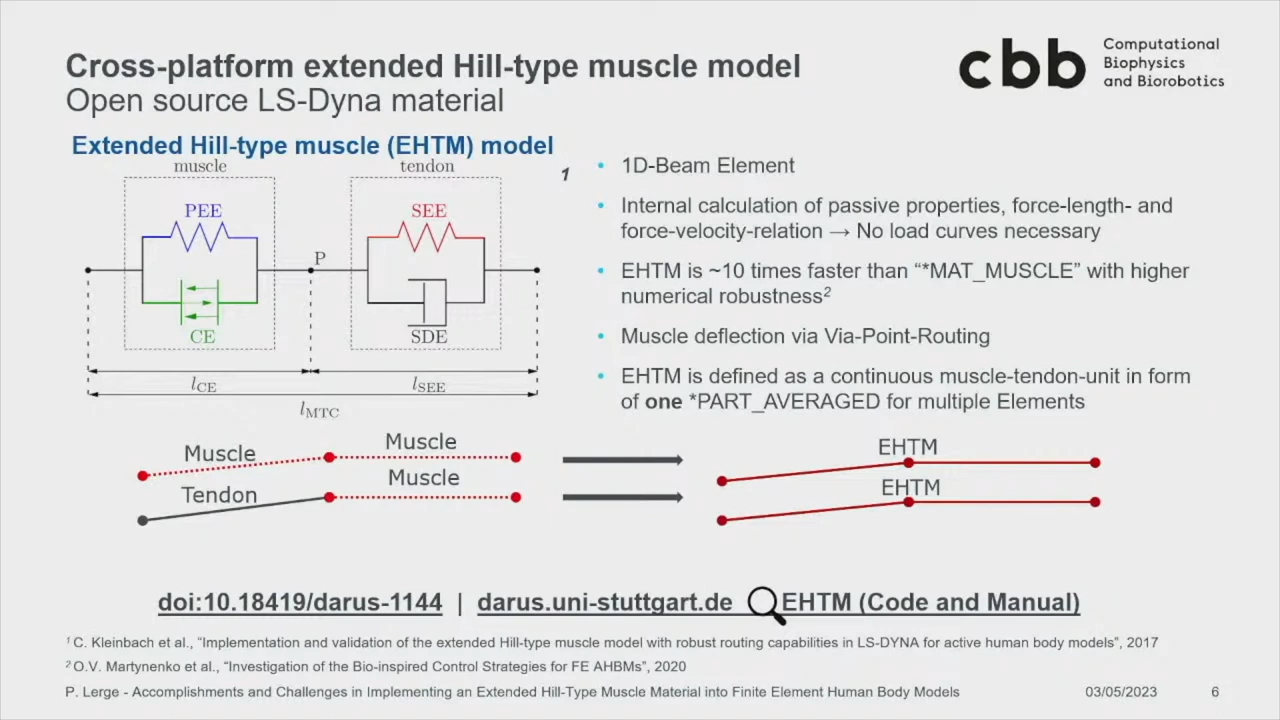 Cross-platform extended Hill-type muscle model
Open source LS-Dyna material
cbb
Computational
Biophysics
and Biorobotics
Extended Hill-type muscle (EHTM) model
muscle
tendon
1
PEE
SEE
P
CE
SDE
lCE
lSEE
lMTC
• 1D-Beam Element
• Internal calculation of passive properties, force-length- and
force-velocity-relation → No load curves necessary
• EHTM is ~10 times faster than “*MAT_MUSCLE” with higher
numerical robustness2
• Muscle deflection via Via-Point-Routing
• EHTM is defined as a continuous muscle-tendon-unit in form
of one *PART_AVERAGED for multiple Elements
Muscle
Muscle
Tendon
Muscle
EHTM
EHTM
doi:10.18419/darus-1144 | darus.uni-stuttgart.de EHTM (Code and Manual)
1 C. Kleinbach et al., “Implementation and validation of the extended Hill-type muscle model with robust routing capabilities in LS-DYNA for active human body models”, 2017
2 O.V. Martynenko et al., “Investigation of the Bio-inspired Control Strategies for FE AHBMs”, 2020
P. Lerge - Accomplishments and Challenges in Implementing an Extended Hill-Type Muscle Material into Finite Element Human Body Models
03/05/2023
6